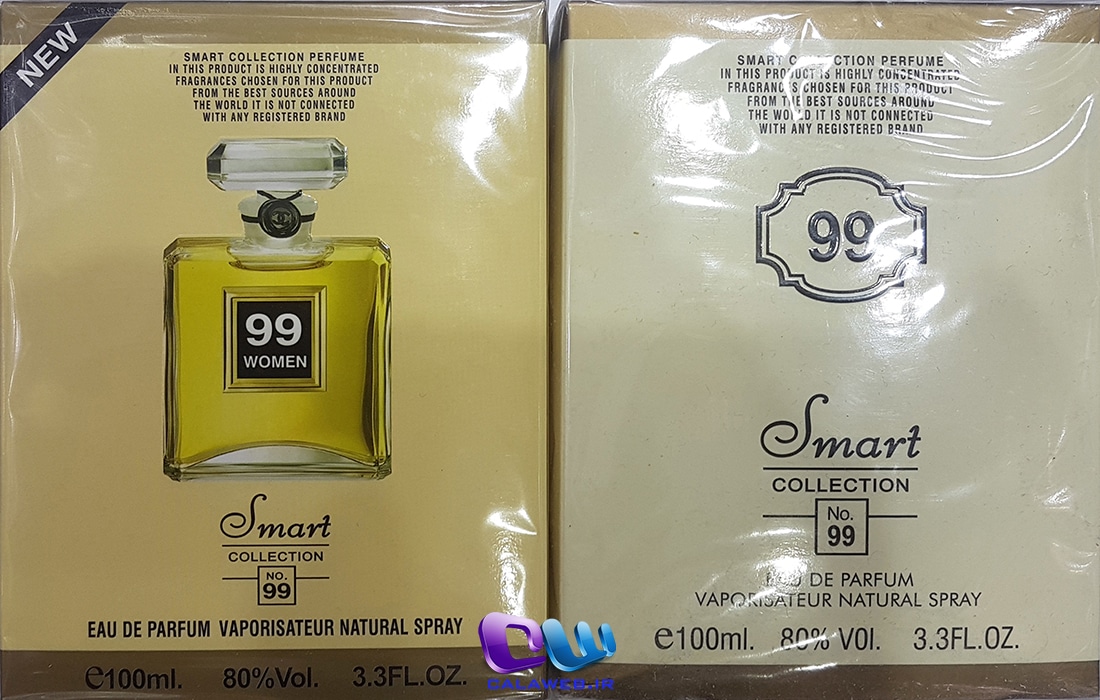 NEW
SMART COLLECTION PERFUME
IN THIS PRODUCT IS HIGHLY CONCENTRATED
FRAGRANCES CHOSEN FOR THIS PRODUCT
FROM THE BEST SOURCES AROUND
THE WORLD IT IS NOT CONNECTED
WITH ANY REGISTERED BRAND
99
WOMEN
Smart
COLLECTION
NO.
99
EAU DE PARFUM VAPORISATEUR NATURAL SPRAY
e100ml. 80%Vol. 3.3FL.OZ.
SMART COLLECTION PERFUME
IN THIS PRODUCT IS HIGHLY CONCENTRATED
FRAGRANCES CHOSEN FOR THIS PRODUCT
FROM THE BEST SOURCES AROUND
THE WORLD IT IS NOT CONNECTED
WITH ANY REGISTERED BRAND
99
Smart
COLLECTION
No.
99
EAU DE PARFUM
VAPORISATEUR NATURAL SPRAY
e100ml. 80% VOl. 3.3FL.OZ.
CW
CALAWEB.IR